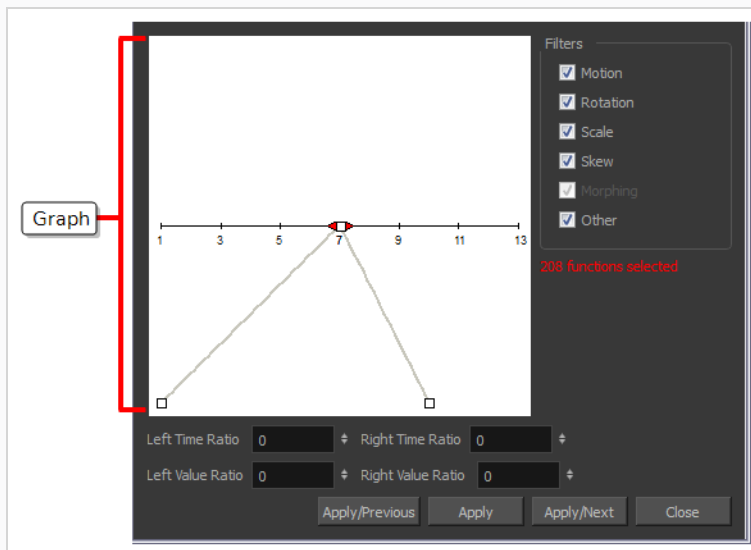 Filters
Motion
Rotation
Scale
Skew
Morphing
Other
208 functions selected
Graph
1 3 5 7 9 11 13
Left Time Ratio 0 Right Time Ratio 0
Left Value Ratio 0 Right Value Ratio 0
Apply/Previous Apply Apply/Next Close